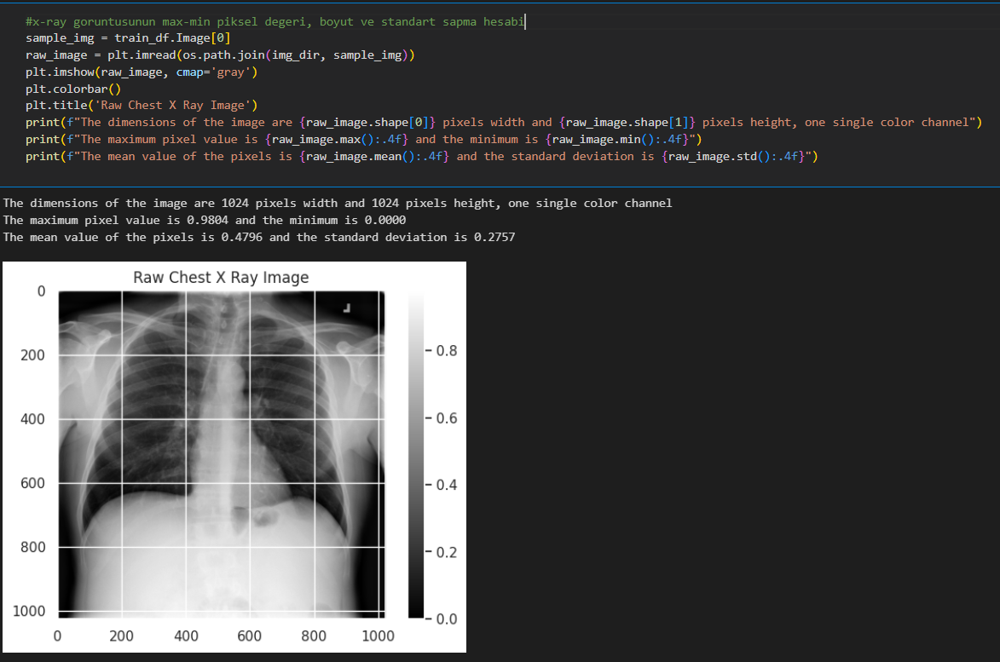 #x-ray goruntusunun max-min piksel degeri, boyut ve standart sapma hesabi
sample_img = train_df.Image[0]
raw_image = plt.imread(os.path.join(img_dir, sample_img))
plt.imshow(raw_image, cmap='gray')
plt.colorbar()
plt.title('Raw Chest X Ray Image')
print(f"The dimensions of the image are {raw_image.shape[0]} pixels width and {raw_image.shape[1]} pixels height, one single color channel")
print(f"The maximum pixel value is {raw_image.max():.4f} and the minimum is {raw_image.min():.4f}")
print(f"The mean value of the pixels is {raw_image.mean():.4f} and the standard deviation is {raw_image.std():.4f}")
The dimensions of the image are 1024 pixels width and 1024 pixels height, one single color channel
The maximum pixel value is 0.9804 and the minimum is 0.0000
The mean value of the pixels is 0.4796 and the standard deviation is 0.2757
Raw Chest X Ray Image
0
200
400
600
800
1000
0 200 400 600 800 1000
0.8
0.6
0.4
0.2
0.0